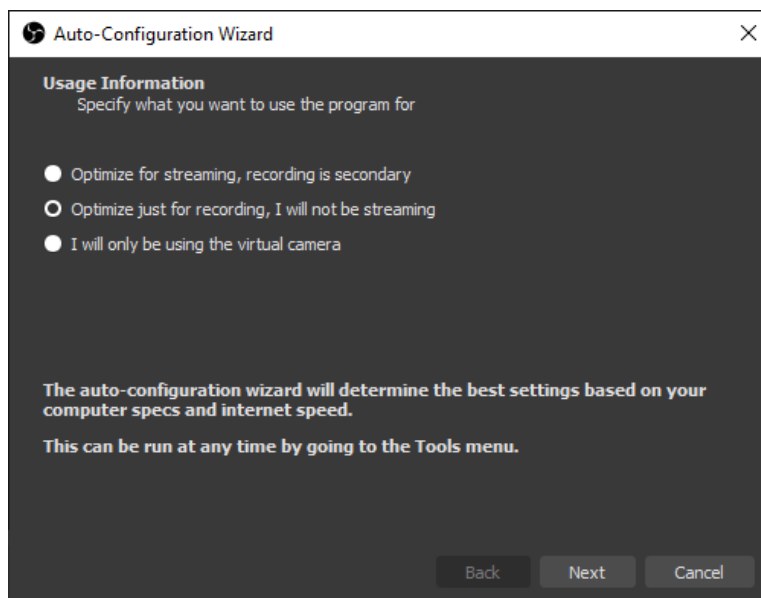 Auto-Configuration Wizard
Usage Information
Specify what you want to use the program for
Optimize for streaming, recording is secondary
Optimize just for recording, I will not be streaming
I will only be using the virtual camera
The auto-configuration wizard will determine the best settings based on your
computer specs and internet speed.
This can be run at any time by going to the Tools menu.
Back Next Cancel